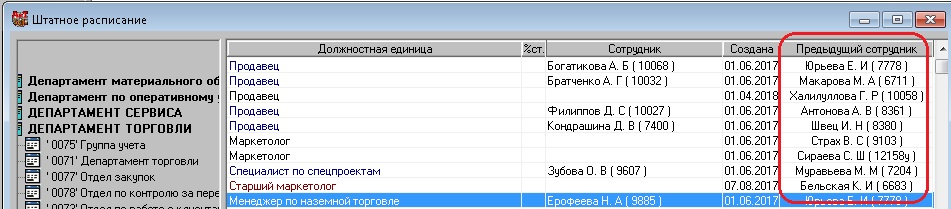 Штатное расписание
Должностная единица %ст. Сотрудник Создана Предыдущий сотрудник
Департамент материального об
Департамент по оперативному
ДЕПАРТАМЕНТ СЕРВИСА
ДЕПАРТАМЕНТ ТОРГОВЛИ
' 0075' Группа учета
' 0071' Департамент торговли
' 0077' Отдел закупок
' 0078' Отдел по контролю за пере
Продавец Богатикова А. Б ( 10068 ) 01.06.2017 Юрьева Е. И ( 7778 )
Продавец Братченко А. Г ( 10032 ) 01.06.2017 Макарова М. А ( 6711 )
Продавец 01.04.2018 Халиуллова Г. Р ( 10058 )
Продавец Филиппов Д. С ( 10027 ) 01.06.2017 Антонова А. В ( 8361 )
Продавец Кондрашина Д. В ( 7400 ) 01.06.2017 Швец И. Н ( 8380 )
Маркетолог 01.06.2017 Страх В. С ( 9103 )
Маркетолог 01.06.2017 Сираева С. Ш ( 12158у )
Специалист по спецпроектам Зубова О. В ( 9607 ) 01.06.2017 Муравьева М. М ( 7204 )
Старший маркетолог 07.08.2017 Бельская К. И ( 6683 )
Менеджер по наземной торговле Ерофеева Н. А ( 9885 ) 01.06.2017 Юрьева Е. И ( 7778 )